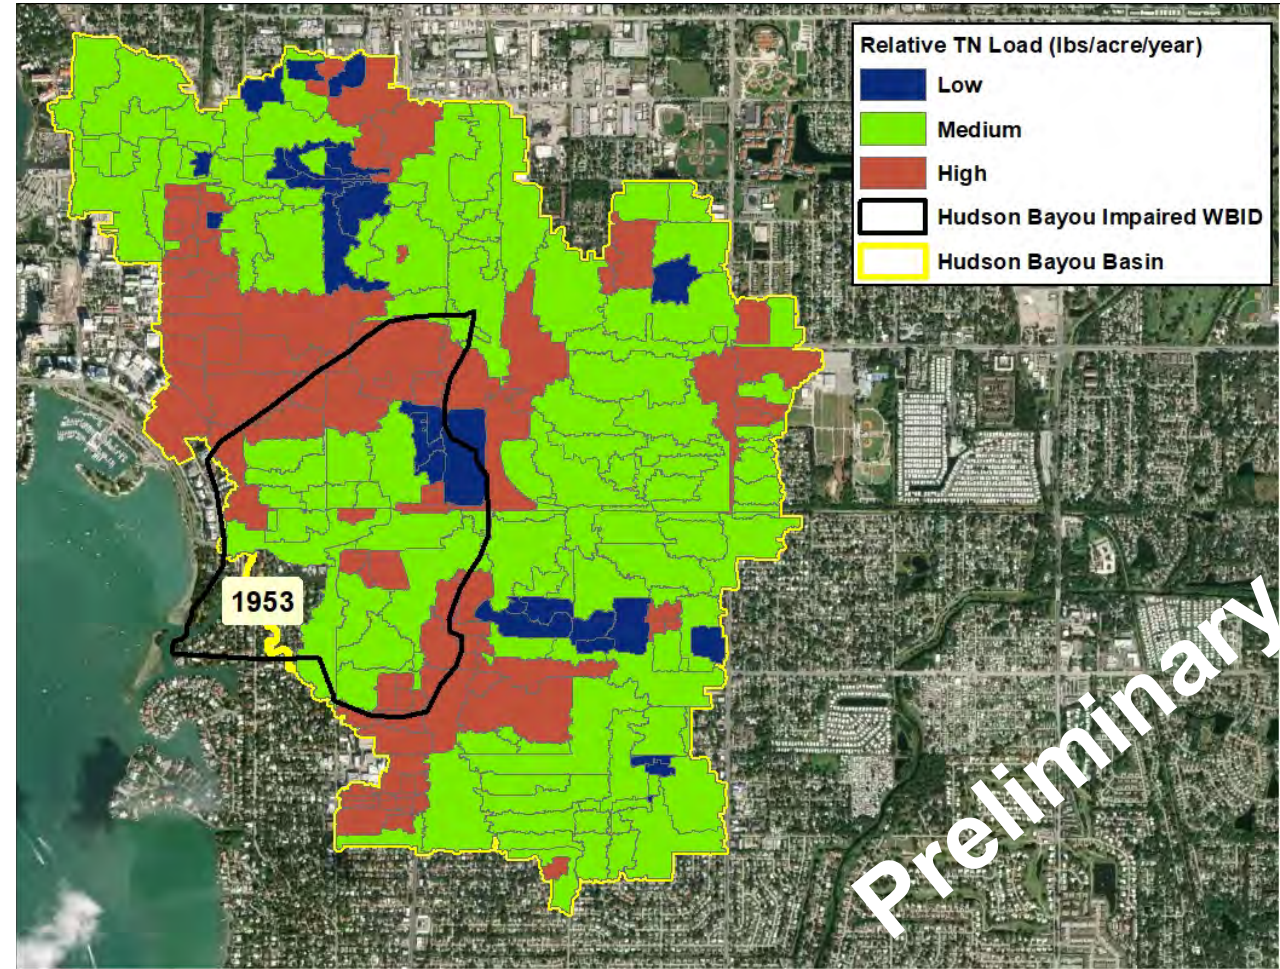 Relative TN Load (lbs/acre/year)
Low
Medium
High
Hudson Bayou Impaired WBID
Hudson Bayou Basin
1953
Preliminary